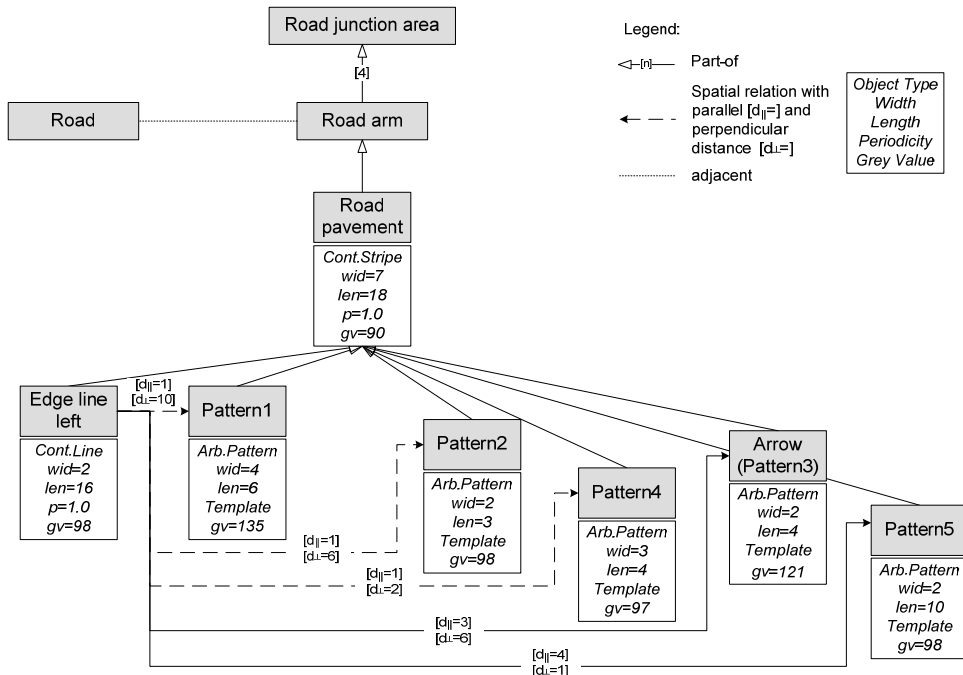 Road junction area
[4]
Road
Road arm
Road
pavement
Cont.Stripe
wid=7
len=18
p=1.0
gv=90
Legend:
[n]
Part-of
Spatial relation with
parallel [d||=] and
perpendicular
distance [d⊥=]
adjacent
Object Type
Width
Length
Periodicity
Grey Value
Edge line
left
Cont.Line
wid=2
len=16
p=1.0
gv=98
[d||=1]
[d⊥=10]
Pattern1
Arb.Pattern
wid=4
len=6
Template
gv=135
Pattern2
Arb.Pattern
wid=2
len=3
Template
gv=98
[d||=1]
[d⊥=6]
Pattern4
Arb.Pattern
wid=3
len=4
Template
gv=97
[d||=1]
[d⊥=2]
Arrow
(Pattern3)
Arb.Pattern
wid=2
len=4
Template
gv=121
[d||=3]
[d⊥=6]
Pattern5
Arb.Pattern
wid=2
len=10
Template
gv=98
[d||=4]
[d⊥=1]